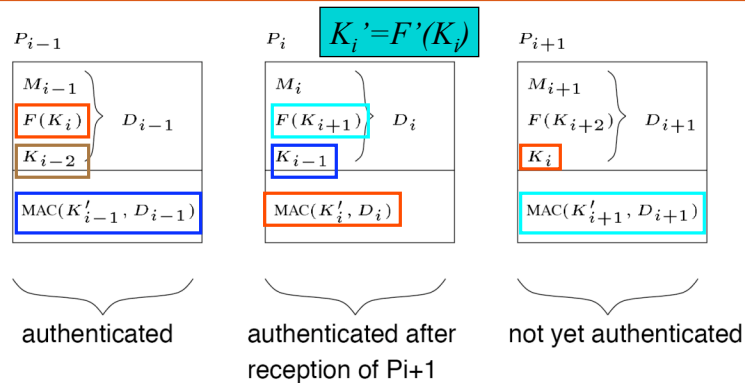 K_i'=F'(K_i)
P_{i−1}
P_i
P_{i+1}
M_{i−1}
F(K_i)
K_{i−2}
D_{i−1}
MAC(K'_{i−1}, D_{i−1})
M_i
F(K_{i+1})
K_{i−1}
D_i
MAC(K'_i, D_i)
M_{i+1}
F(K_{i+2})
K_i
D_{i+1}
MAC(K'_{i+1}, D_{i+1})
authenticated
authenticated after
reception of Pi+1
not yet authenticated